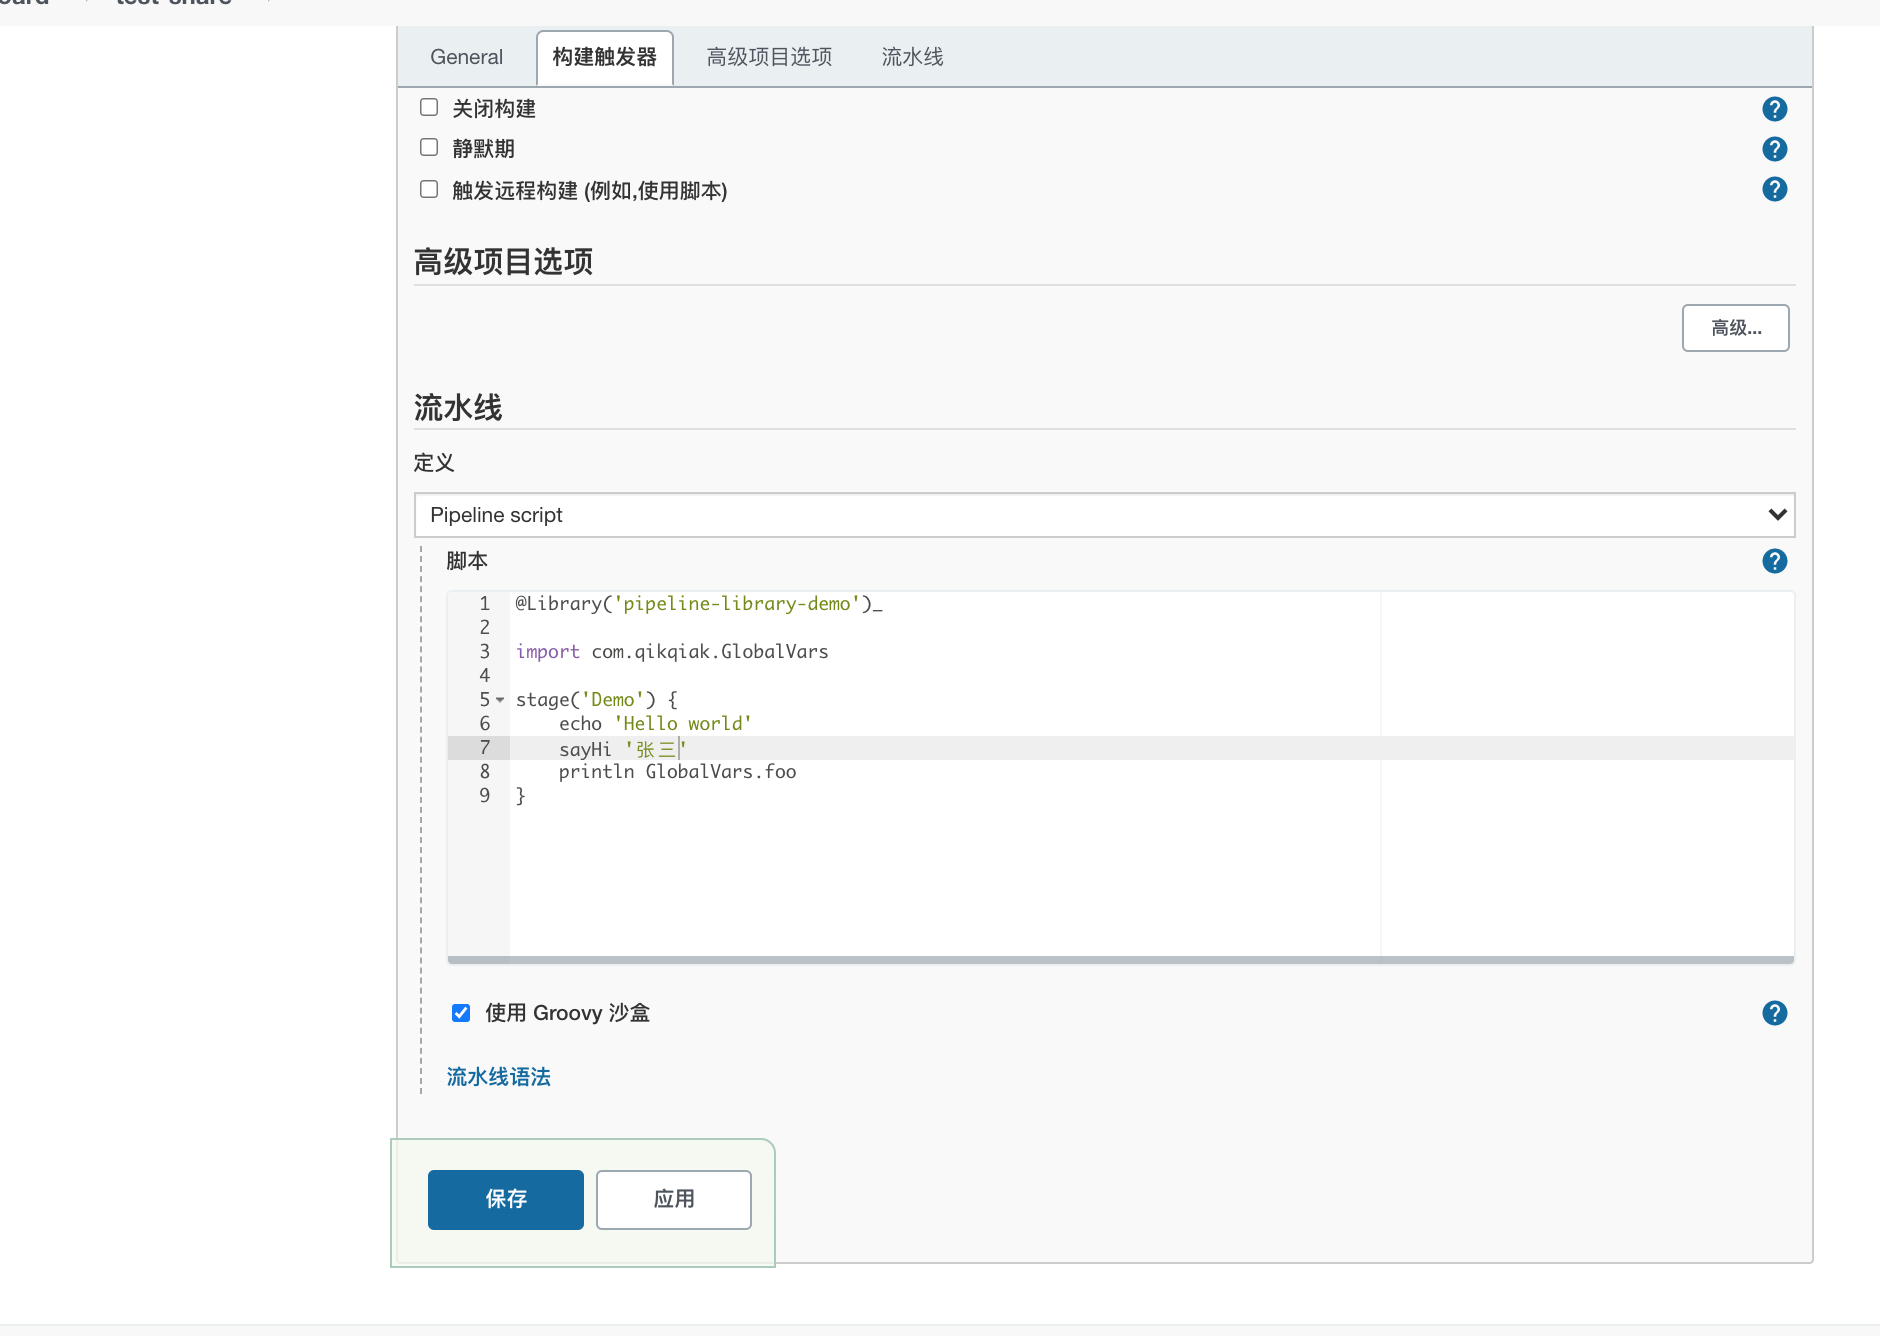 test-share
General 构建触发器 高级项目选项 流水线
关闭构建
静默期
触发远程构建 (例如,使用脚本)
高级项目选项
高级...
流水线
定义
Pipeline script
脚本
1 @Library('pipeline-library-demo')_
2
3 import com.qikqiak.GlobalVars
4
5 stage('Demo') {
6 echo 'Hello world'
7 sayHi '张三'
8 println GlobalVars.foo
9 }
使用 Groovy 沙盒
流水线语法
保存 应用